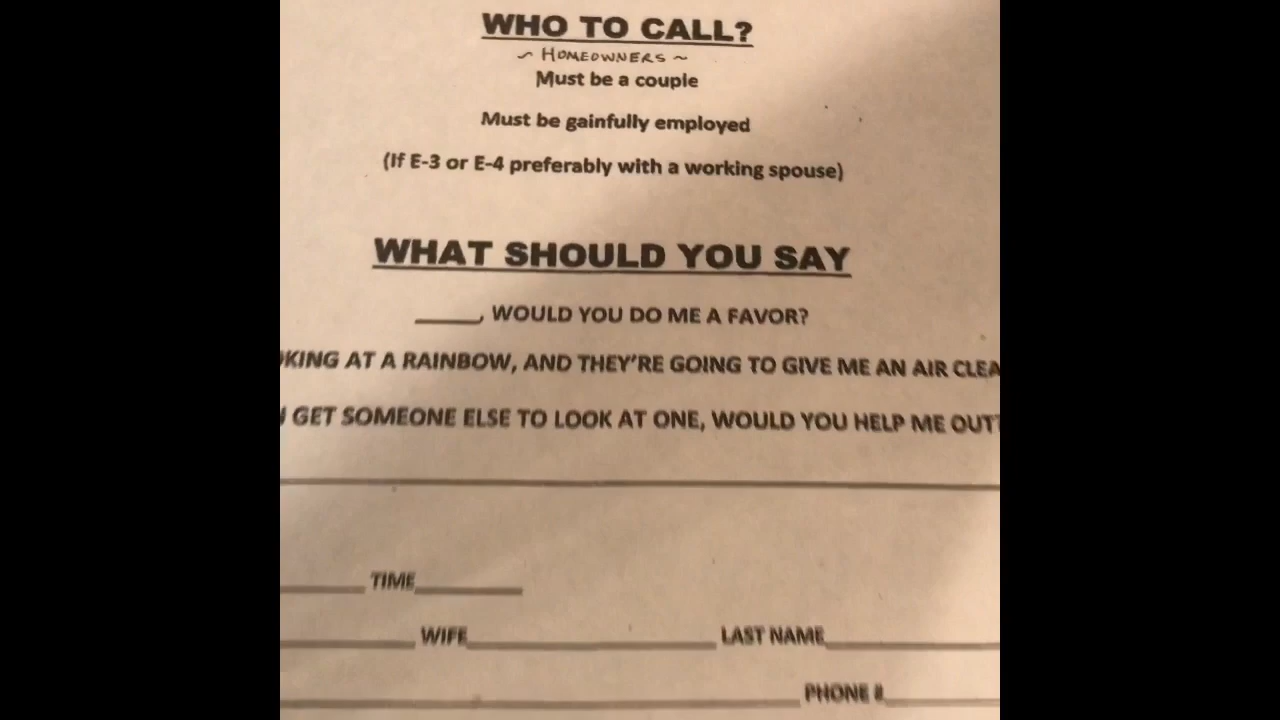 WHO TO CALL?
~ HOMEOWNERS ~
Must be a couple
Must be gainfully employed
(If E-3 or E-4 preferably with a working spouse)
WHAT SHOULD YOU SAY
_____, WOULD YOU DO ME A FAVOR?
KING AT A RAINBOW, AND THEY'RE GOING TO GIVE ME AN AIR CLEA
GET SOMEONE ELSE TO LOOK AT ONE, WOULD YOU HELP ME OUT?
TIME
WIFE LAST NAME
PHONE #